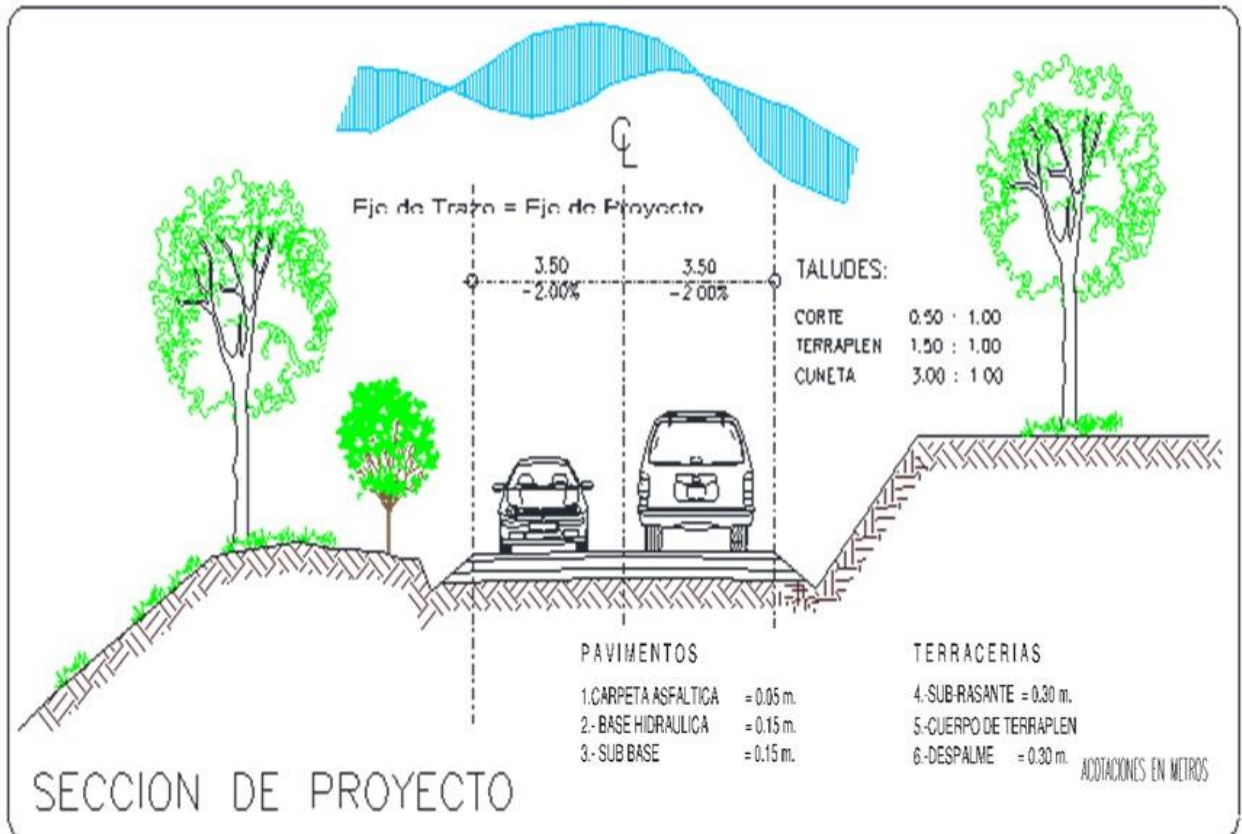 CL
Eje de Trazo = Eje de Proyecto
3.50 3.50
-2.00% -2.00%
TALUDES:
CORTE 0.50 : 1.00
TERRAPLEN 1.50 : 1.00
CUNETA 3.00 : 1.00
PAVIMENTOS
1.CARPETA ASFALTICA = 0.05 m.
2.- BASE HIDRAULICA = 0.15 m.
3.- SUB BASE = 0.15 m.
TERRACERIAS
4.-SUB-RASANTE = 0.30 m.
5.-CUERPO DE TERRAPLEN
6.-DESPALME = 0.30 m.
ACOTACIONES EN METROS
SECCION DE PROYECTO